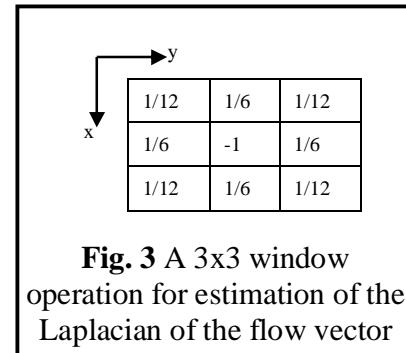 y
x
1/12 1/6 1/12
1/6 -1 1/6
1/12 1/6 1/12
Fig. 3 A 3x3 window
operation for estimation of the
Laplacian of the flow vector